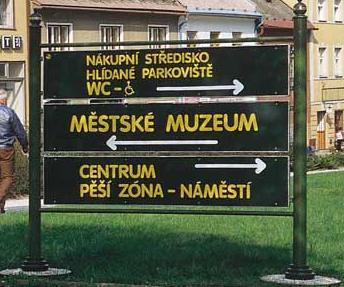 NÁKUPNÍ STŘEDISKO
HLÍDANÉ PARKOVIŠTĚ
WC -
MĚSTSKÉ MUZEUM
CENTRUM
PĚŠÍ ZÓNA - NÁMĚSTÍ